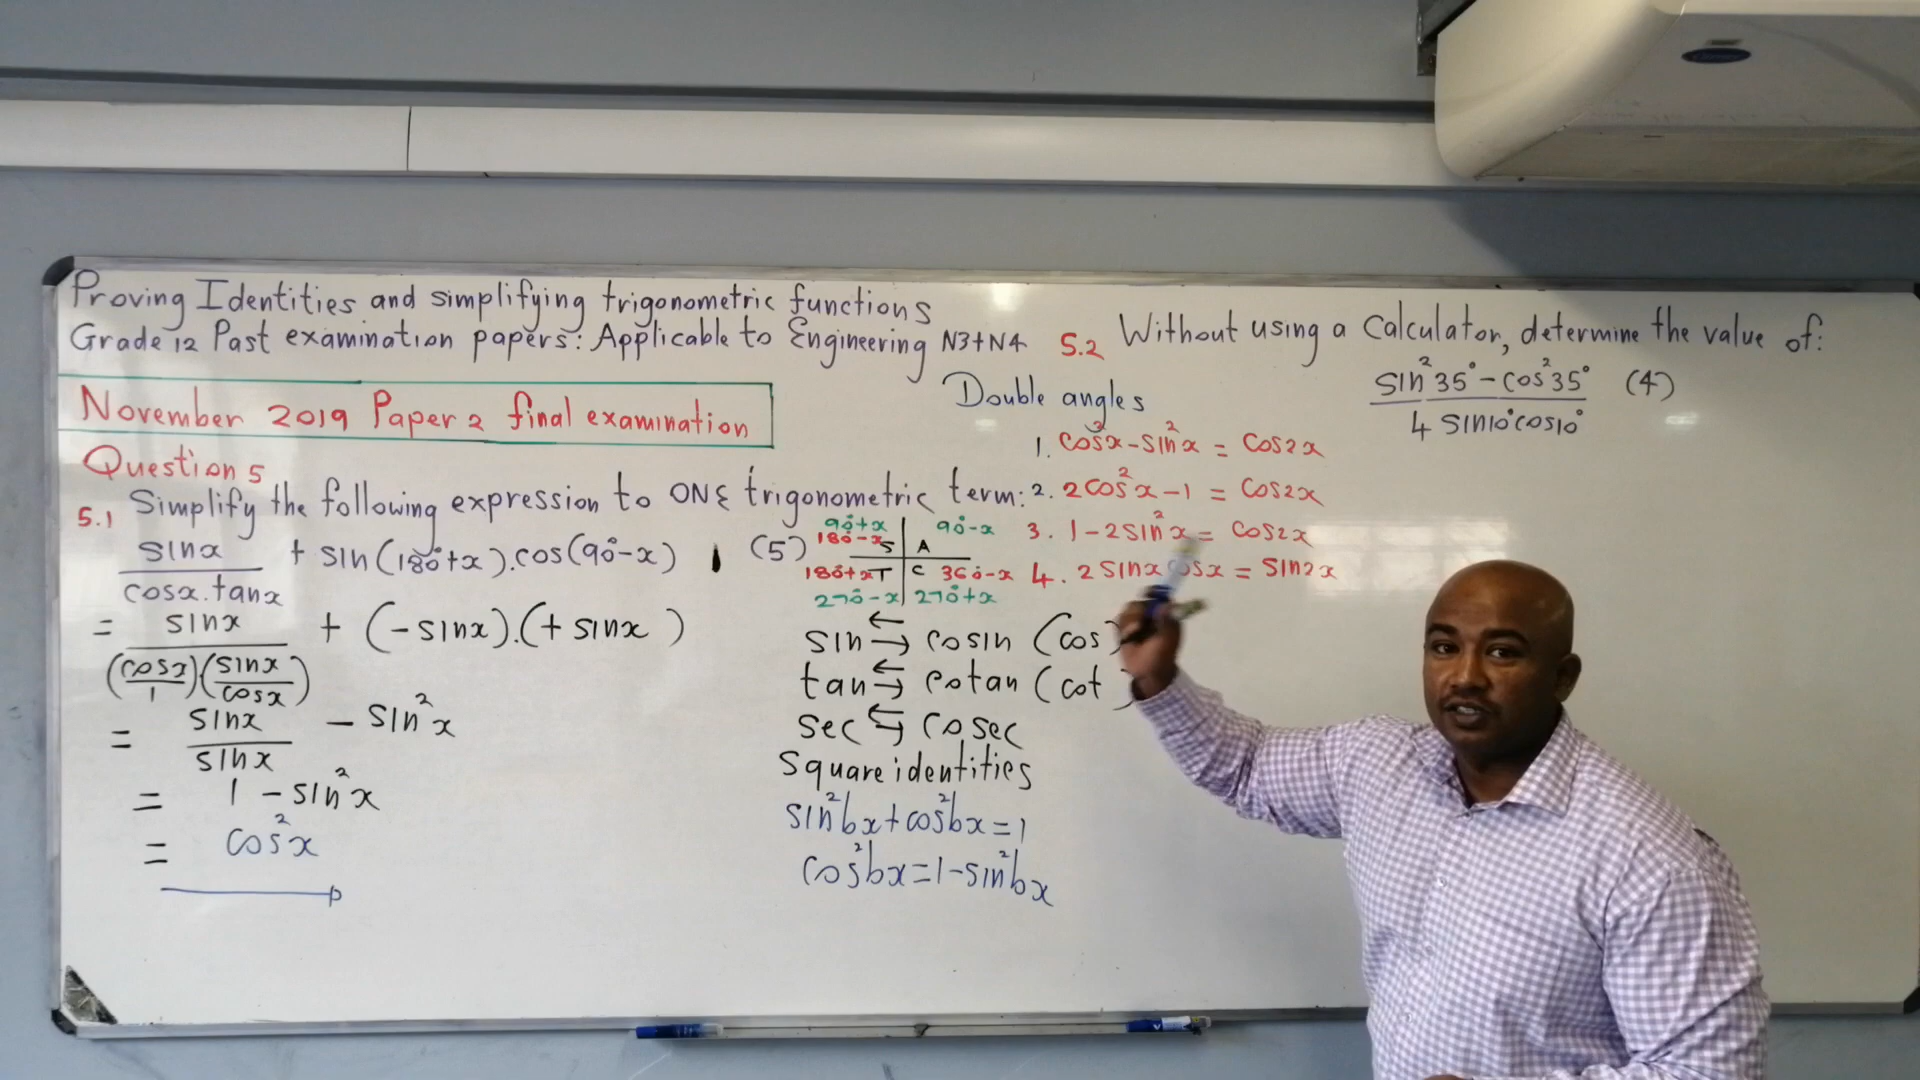 Proving Identities and simplifying trigonometric functions
Grade 12 Past examination papers: Applicable to Engineering N3+N4
November 2019 Paper 2 final examination
Question 5
5.1 Simplify the following expression to ONE trigonometric term:
sinx / cosx.tanx + sin(180°+x).cos(90°-x) (5)
= sinx / (cosx/1)(sinx/cosx) + (-sinx).(+sinx)
= sinx / sinx - sin²x
= 1 - sin²x
= cos²x
Double angles
1. cos²x-sin²x = cos2x
2. 2cos²x-1 = cos2x
3. 1-2sin²x = cos2x
4. 2sinxcosx = sin2x
90°+x 90°-x
180°-x S A
180°+x T C 360°-x
270°-x 270°+x
sin ⇄ cosin (cos)
tan ⇄ cotan (cot)
sec ⇄ cosec
Square identities
sin²bx+cos²bx=1
cos²bx=1-sin²bx
5.2 Without using a calculator, determine the value of:
sin²35°-cos²35° / 4sin10°cos10° (4)